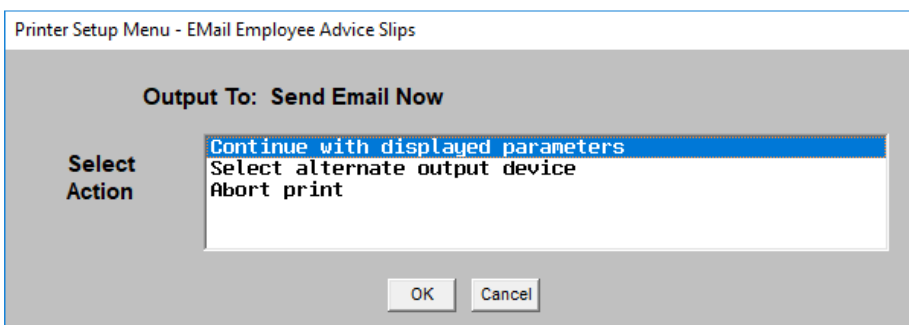 Printer Setup Menu - EMail Employee Advice Slips
Output To: Send Email Now
Select
Action
Continue with displayed parameters
Select alternate output device
Abort print
OK
Cancel